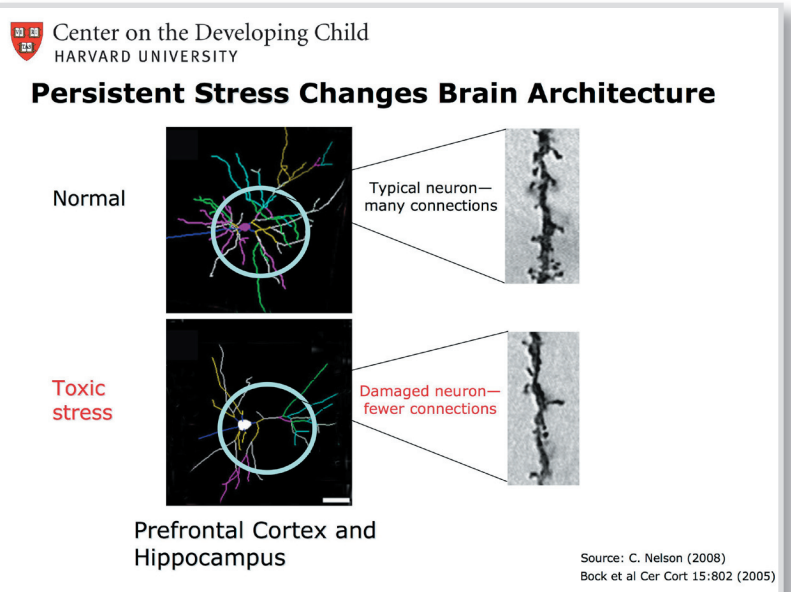 Center on the Developing Child
HARVARD UNIVERSITY
Persistent Stress Changes Brain Architecture
Normal
Typical neuron—
many connections
Toxic
stress
Damaged neuron—
fewer connections
Prefrontal Cortex and
Hippocampus
Source: C. Nelson (2008)
Bock et al Cer Cort 15:802 (2005)